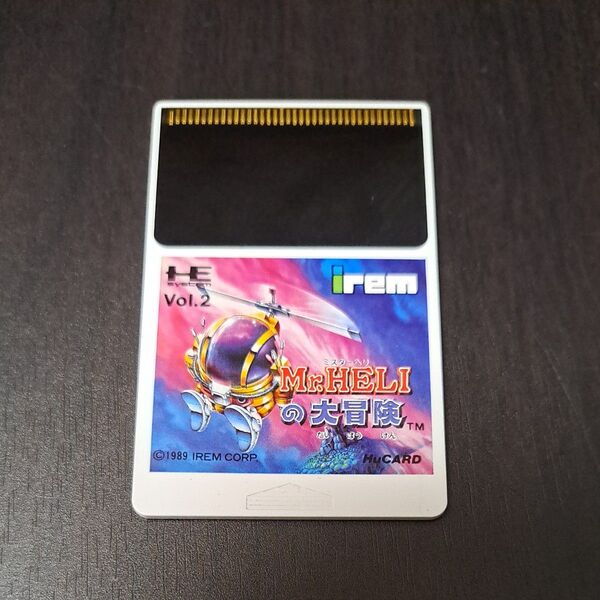 HE
system
Vol.2
irem
ミスターヘリ
Mr.HELI
の大冒険
だい ぼう けん
TM
©1989 IREM CORP.
HuCARD